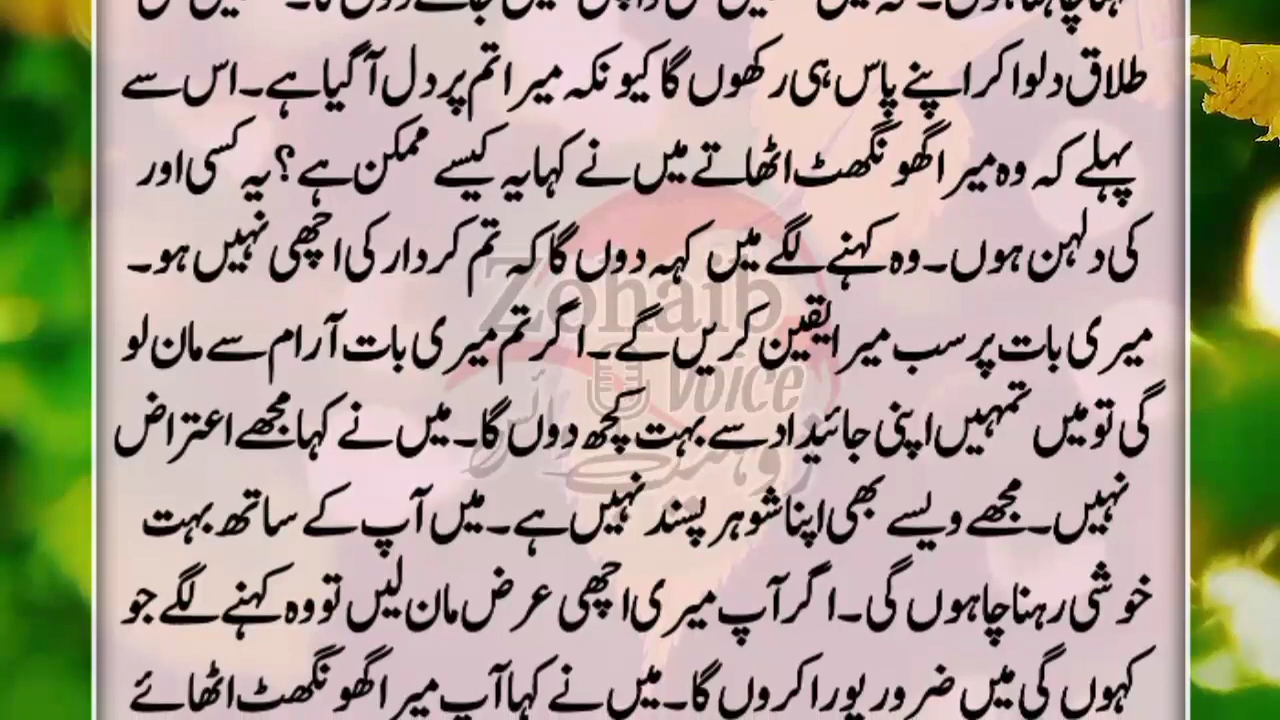 طلاق دلوا کر اپنے پاس ہی رکھوں گا کیونکہ میرا تم پر دل آ گیا ہے۔ اس سے
پہلے کہ وہ میرا گھونگھٹ اٹھاتے میں نے کہا یہ کیسے ممکن ہے؟ یہ کسی اور
کی دلہن ہوں۔ وہ کہنے لگے میں کہہ دوں گا کہ تم کردار کی اچھی نہیں ہو۔
میری بات پر سب میرا یقین کریں گے۔ اگر تم میری بات آرام سے مان لو
گی تو میں تمہیں اپنی جائیداد سے بہت کچھ دوں گا۔ میں نے کہا مجھے اعتراض
نہیں۔ مجھے ویسے بھی اپنا شوہر پسند نہیں ہے۔ میں آپ کے ساتھ بہت
خوشی رہنا چاہوں گی۔ اگر آپ میری اچھی عرض مان لیں تو وہ کہنے لگے جو
کہوں گی میں ضرور پورا کروں گا۔ میں نے کہا آپ میرا گھونگھٹ اٹھائے
Zohaib
Voice